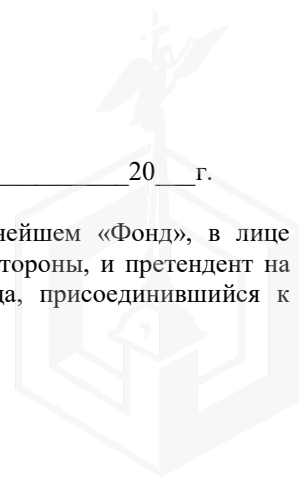 __________20___г.
нейшем «Фонд», в лице
тороны, и претендент на
да, присоединившийся к